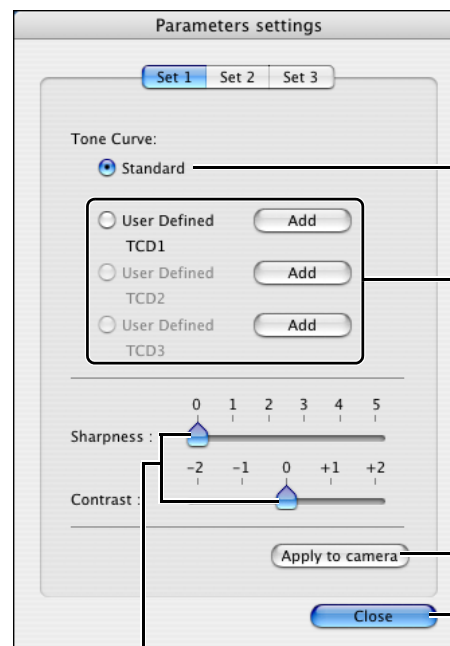 Parameters settings
Set 1 Set 2 Set 3
Tone Curve:
Standard
User Defined Add
TCD1
User Defined Add
TCD2
User Defined Add
TCD3
0 1 2 3 4 5
Sharpness :
-2 -1 0 +1 +2
Contrast :
Apply to camera
Close